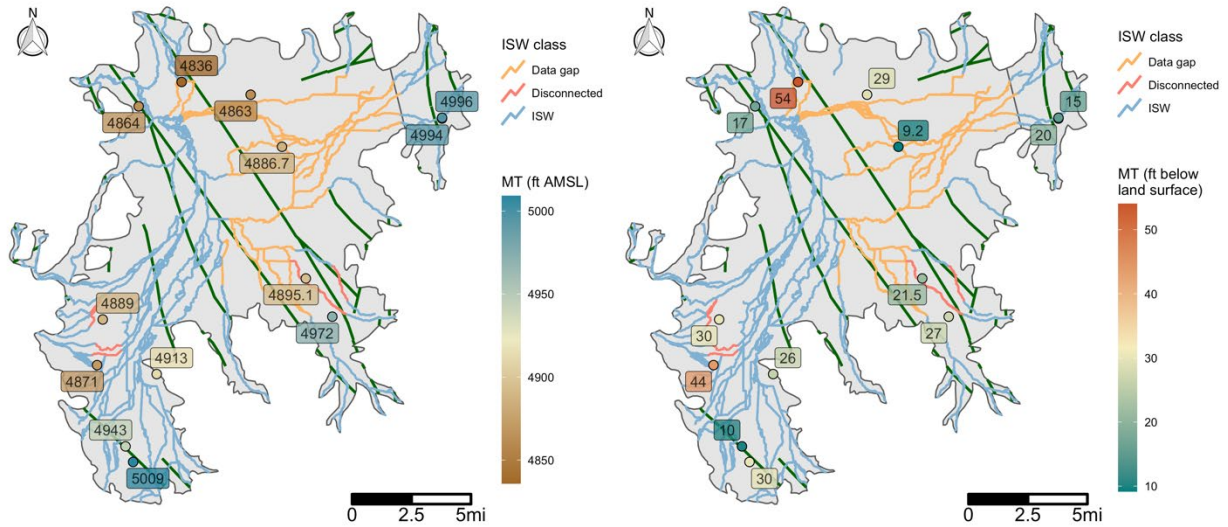 N
4836
4863
4864
4886.7
4996
4994
4895.1
4972
4889
4913
4871
4943
5009
ISW class
Data gap
Disconnected
ISW
MT (ft AMSL)
5000
4950
4900
4850
0 2.5 5mi
N
29
54
17
9.2
15
20
21.5
27
30
26
44
10
30
ISW class
Data gap
Disconnected
ISW
MT (ft below
land surface)
50
40
30
20
10
0 2.5 5mi